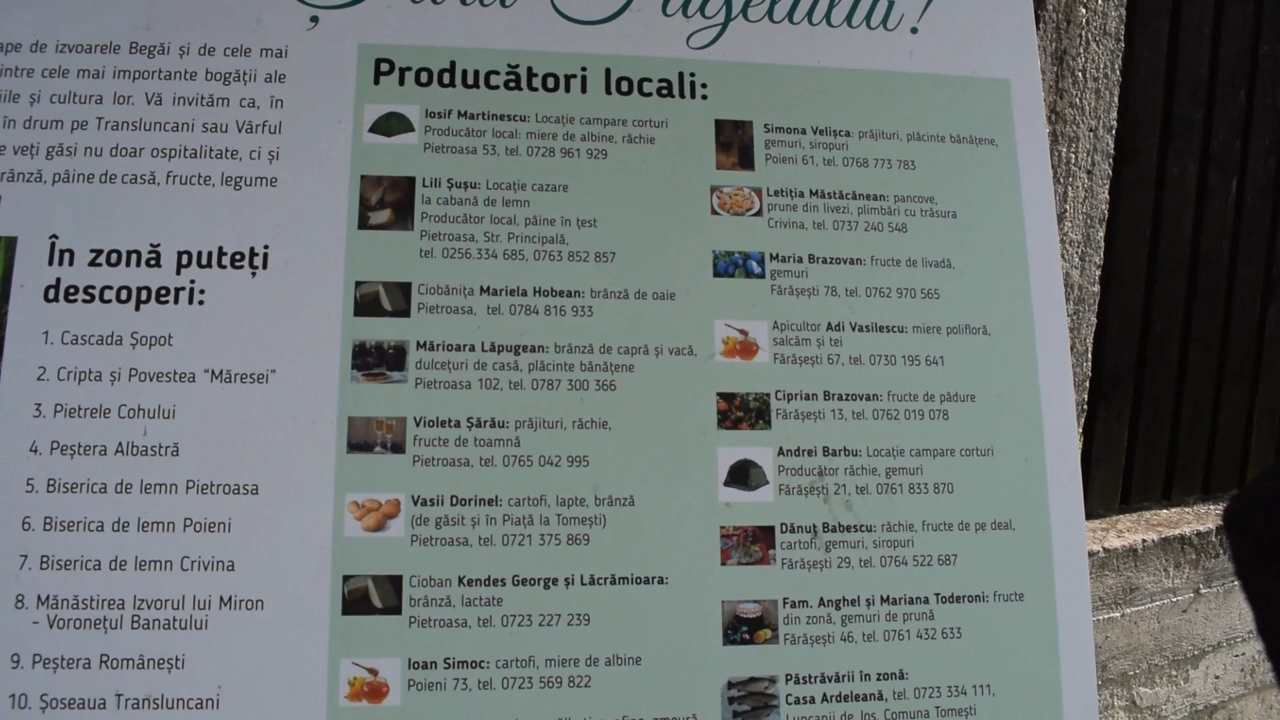 ape de izvoarele Begăi și de cele mai
intre cele mai importante bogății ale
iile și cultura lor. Vă invităm ca, în
în drum pe Transluncani sau Vârful
e veți găsi nu doar ospitalitate, ci și
rânză, pâine de casă, fructe, legume
În zonă puteți
descoperi:
1. Cascada Șopot
2. Cripta și Povestea “Măresei”
3. Pietrele Cohului
4. Peștera Albastră
5. Biserica de lemn Pietroasa
6. Biserica de lemn Poieni
7. Biserica de lemn Crivina
8. Mănăstirea Izvorul lui Miron
- Voronețul Banatului
9. Peștera Românești
10. Șoseaua Transluncani
Producători locali:
Iosif Martinescu: Locație campare corturi
Producător local: miere de albine, răchie
Pietroasa 53, tel. 0728 961 929
Lili Șușu: Locație cazare
la cabană de lemn
Producător local, pâine în țest
Pietroasa, Str. Principală,
tel. 0256.334 685, 0763 852 857
Ciobănița Mariela Hobean: brânză de oaie
Pietroasa, tel. 0784 816 933
Mărioara Lăpugean: brânză de capră și vacă,
dulcețuri de casă, plăcinte bănățene
Pietroasa 102, tel. 0787 300 366
Violeta Șărău: prăjituri, răchie,
fructe de toamnă
Pietroasa, tel. 0765 042 995
Vasii Dorinel: cartofi, lapte, brânză
(de găsit și în Piață la Tomești)
Pietroasa, tel. 0721 375 869
Cioban Kendes George și Lăcrămioara:
brânză, lactate
Pietroasa, tel. 0723 227 239
Ioan Simoc: cartofi, miere de albine
Poieni 73, tel. 0723 569 822
Simona Velișca: prăjituri, plăcinte bănățene,
gemuri, siropuri
Poieni 61, tel. 0768 773 783
Letiția Măstăcănean: pancove,
prune din livezi, plimbări cu trăsura
Crivina, tel. 0737 240 548
Maria Brazovan: fructe de livadă,
gemuri
Fărășești 78, tel. 0762 970 565
Apicultor Adi Vasilescu: miere polifloră,
salcâm și tei
Fărășești 67, tel. 0730 195 641
Ciprian Brazovan: fructe de pădure
Fărășești 13, tel. 0762 019 078
Andrei Barbu: Locație campare corturi
Producător răchie, gemuri
Fărășești 21, tel. 0761 833 870
Dănuț Babescu: răchie, fructe de pe deal,
cartofi, gemuri, siropuri
Fărășești 29, tel. 0764 522 687
Fam. Anghel și Mariana Toderoni: fructe
din zonă, gemuri de prună
Fărășești 46, tel. 0761 432 633
Păstrăvării în zonă:
Casa Ardeleană, tel. 0723 334 111,
Luncanii de Jos, Comuna Tomești